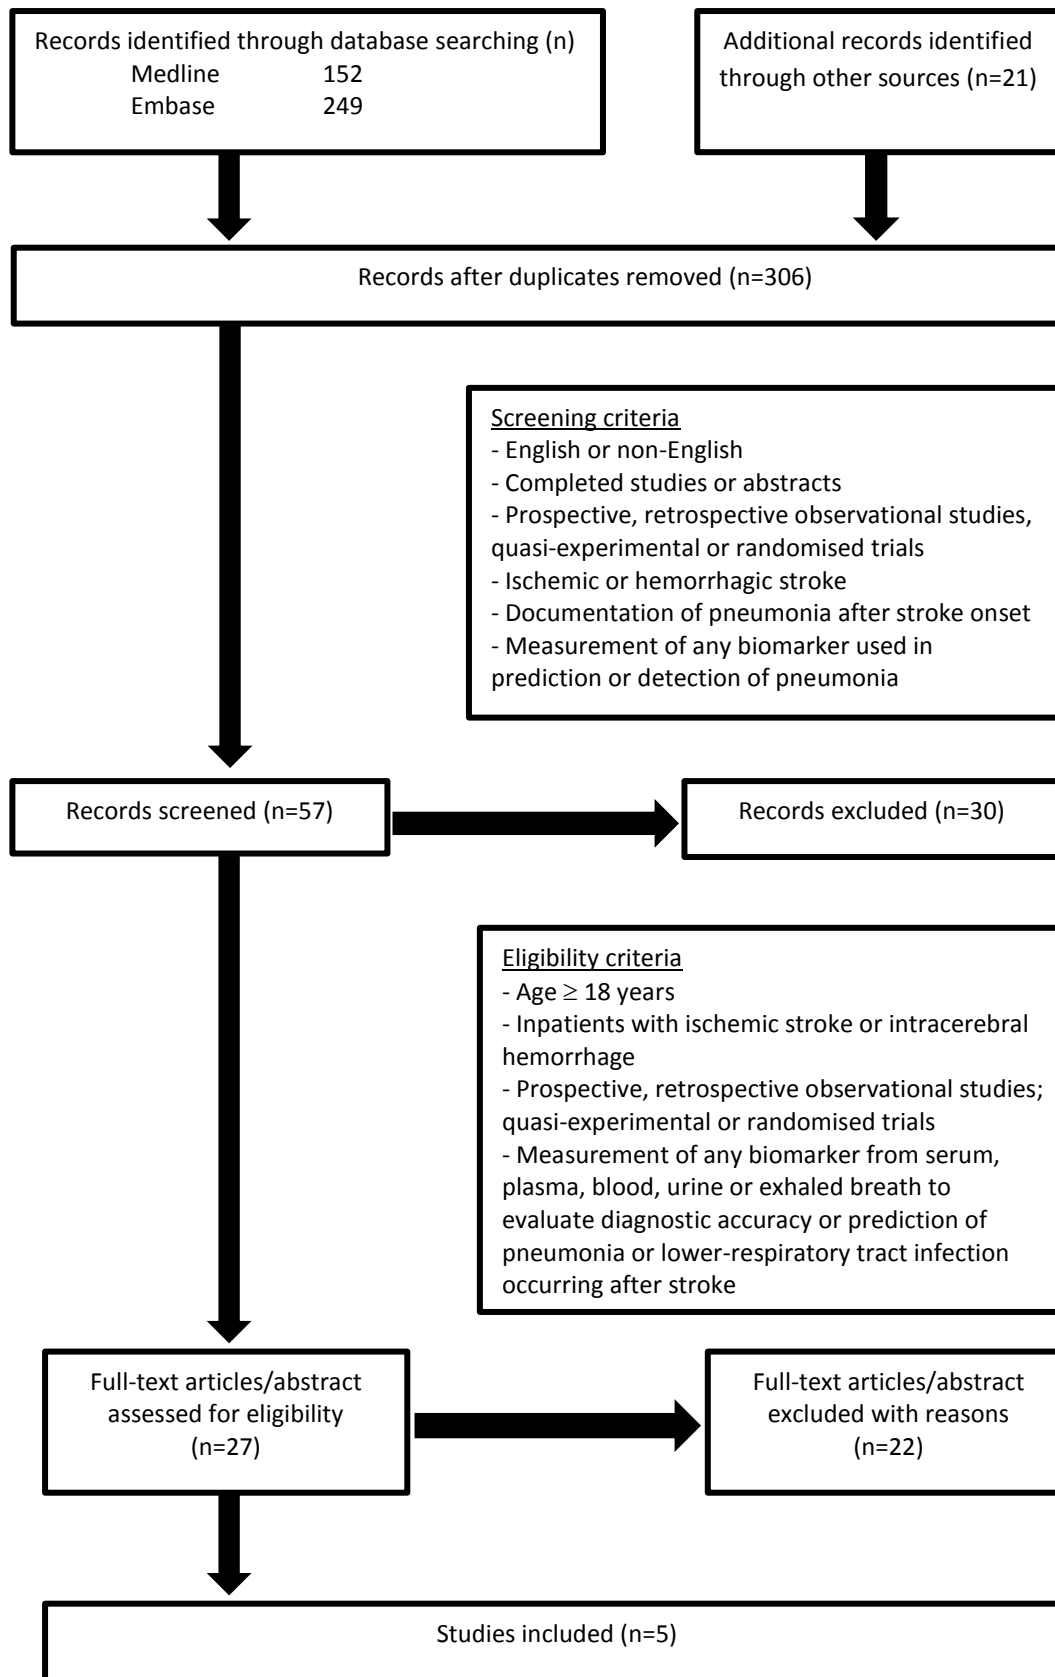 Records identified through database searching (n)
Medline 152
Embase 249
Additional records identified
through other sources (n=21)
Records after duplicates removed (n=306)
Screening criteria
- English or non-English
- Completed studies or abstracts
- Prospective, retrospective observational studies,
quasi-experimental or randomised trials
- Ischemic or hemorrhagic stroke
- Documentation of pneumonia after stroke onset
- Measurement of any biomarker used in
prediction or detection of pneumonia
Records screened (n=57)
Records excluded (n=30)
Eligibility criteria
- Age ≥ 18 years
- Inpatients with ischemic stroke or intracerebral
hemorrhage
- Prospective, retrospective observational studies;
quasi-experimental or randomised trials
- Measurement of any biomarker from serum,
plasma, blood, urine or exhaled breath to
evaluate diagnostic accuracy or prediction of
pneumonia or lower-respiratory tract infection
occurring after stroke
Full-text articles/abstract
assessed for eligibility
(n=27)
Full-text articles/abstract
excluded with reasons
(n=22)
Studies included (n=5)